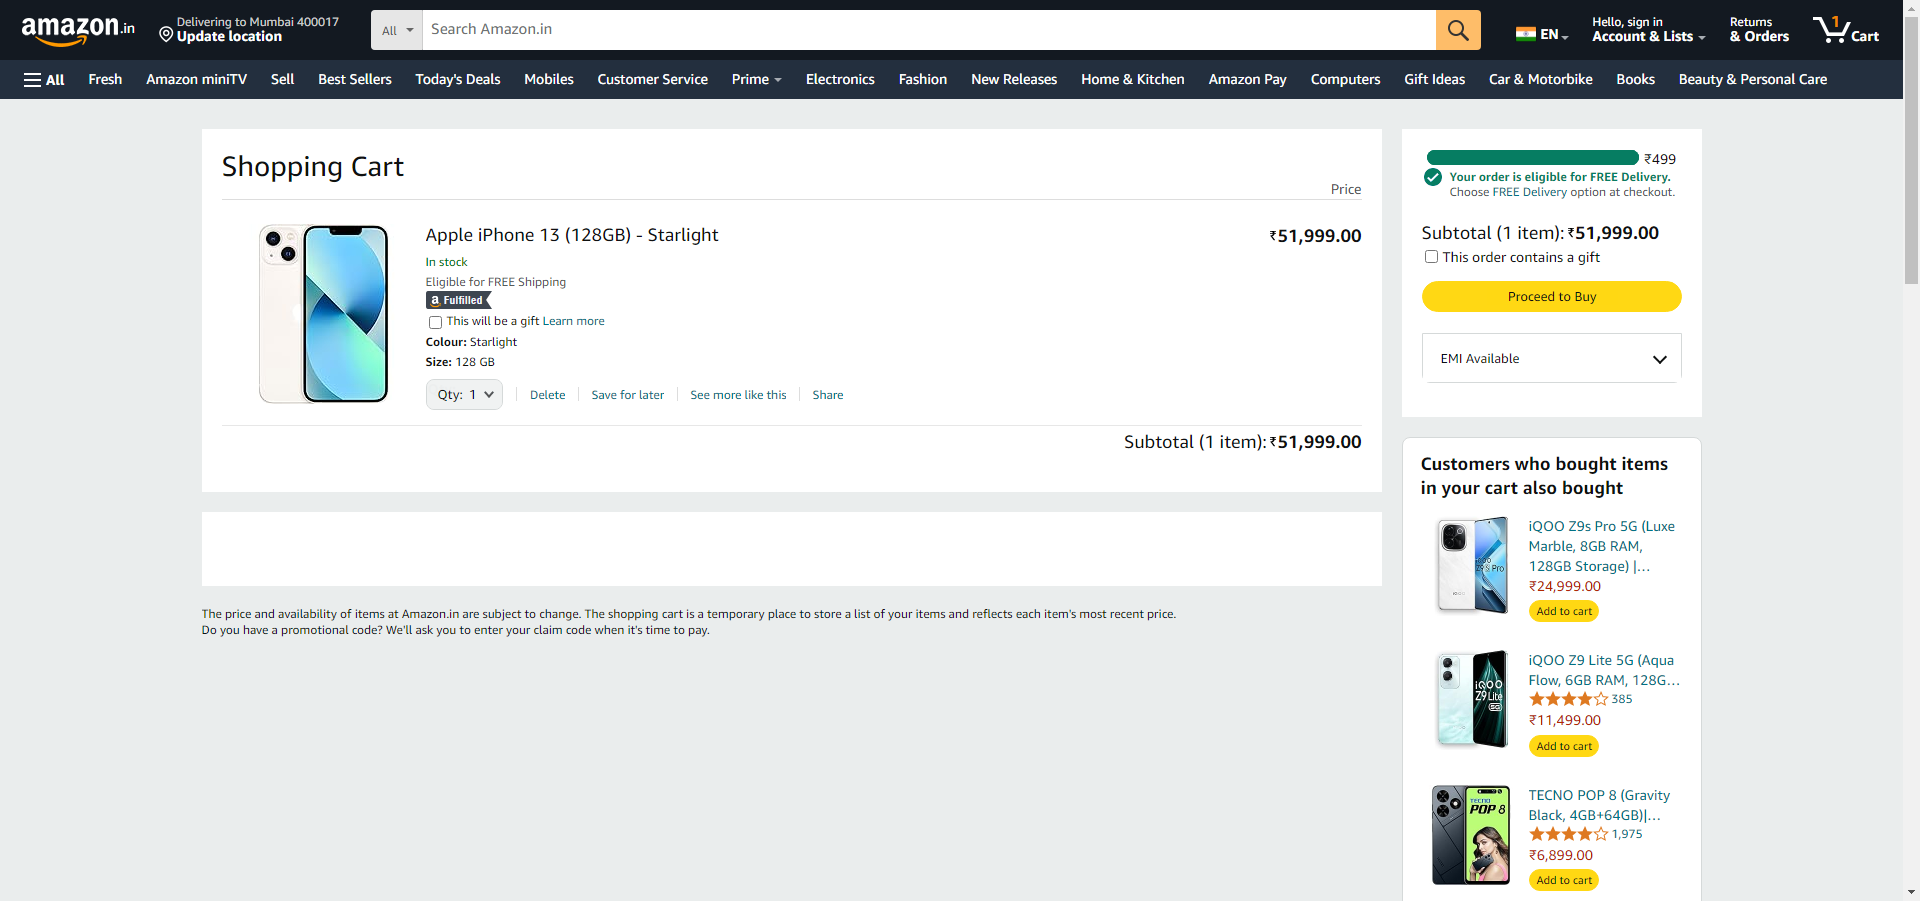 amazon.in
Delivering to Mumbai 400017
Update location
All
Search Amazon.in
EN
Hello, sign in
Account & Lists
Returns
& Orders
1
Cart
All
Fresh
Amazon miniTV
Sell
Best Sellers
Today's Deals
Mobiles
Customer Service
Prime
Electronics
Fashion
New Releases
Home & Kitchen
Amazon Pay
Computers
Gift Ideas
Car & Motorbike
Books
Beauty & Personal Care
Shopping Cart
Price
Apple iPhone 13 (128GB) - Starlight
₹51,999.00
In stock
Eligible for FREE Shipping
a Fulfilled
This will be a gift Learn more
Colour: Starlight
Size: 128 GB
Qty: 1
Delete
Save for later
See more like this
Share
Subtotal (1 item): ₹51,999.00
The price and availability of items at Amazon.in are subject to change. The shopping cart is a temporary place to store a list of your items and reflects each item's most recent price.
Do you have a promotional code? We'll ask you to enter your claim code when it's time to pay.
₹499
Your order is eligible for FREE Delivery.
Choose FREE Delivery option at checkout.
Subtotal (1 item): ₹51,999.00
This order contains a gift
Proceed to Buy
EMI Available
Customers who bought items
in your cart also bought
iQOO Z9s Pro 5G (Luxe
Marble, 8GB RAM,
128GB Storage) |…
₹24,999.00
Add to cart
iQOO Z9 Lite 5G (Aqua
Flow, 6GB RAM, 128G…
385
₹11,499.00
Add to cart
iQOO
Z9 Lite
5G
TECNO POP 8 (Gravity
Black, 4GB+64GB)|…
1,975
₹6,899.00
Add to cart
TECNO
POP 8